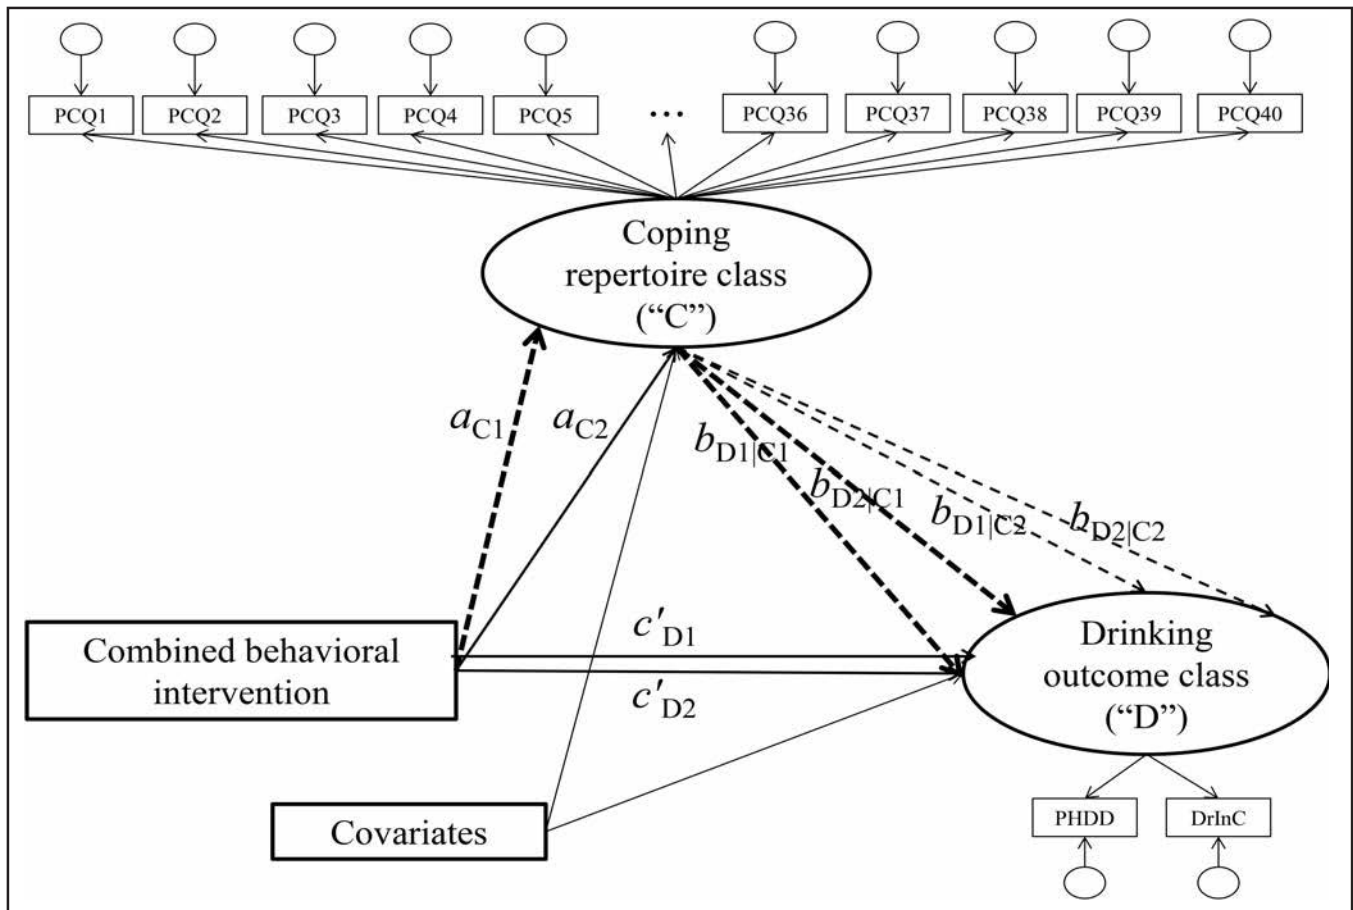 PCQ1 PCQ2 PCQ3 PCQ4 PCQ5 ... PCQ36 PCQ37 PCQ38 PCQ39 PCQ40
Coping
repertoire class
(“C”)
aC1 aC2 bD1|C1 bD2|C1 bD1|C2 bD2|C2
Combined behavioral
intervention
c′D1
c′D2
Drinking
outcome class
(“D”)
Covariates
PHDD DrInC